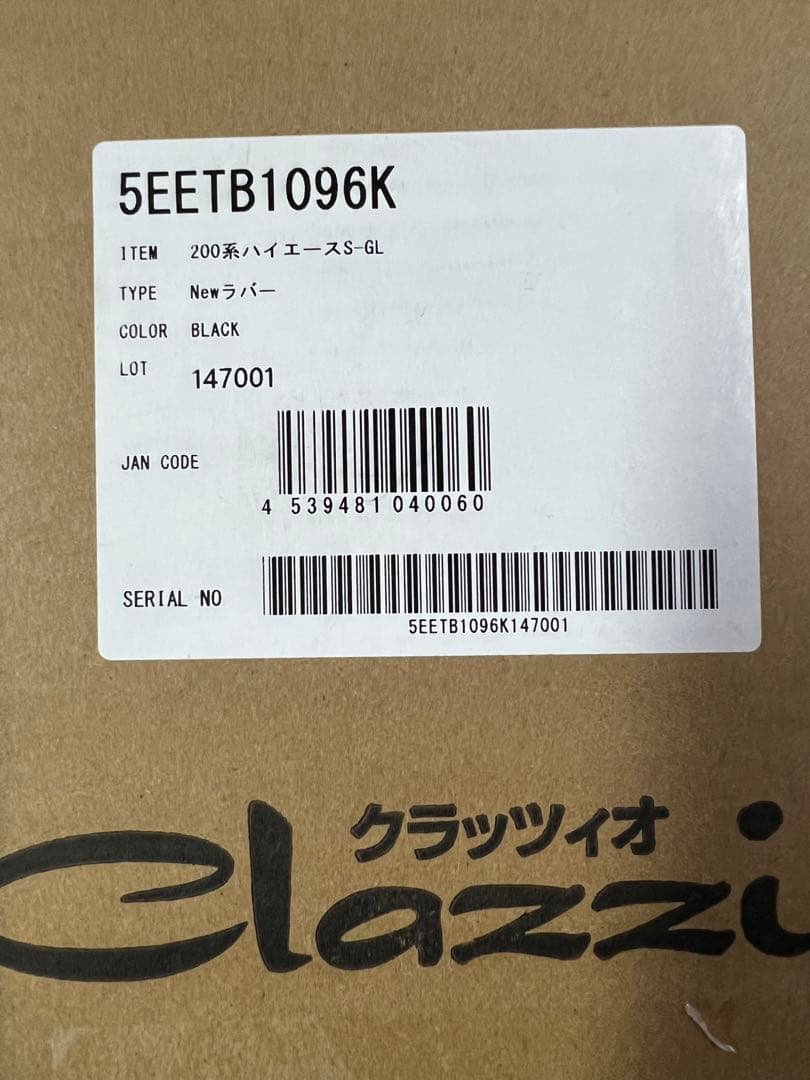 5EETB1096K
ITEM 200系ハイエースS-GL
TYPE Newラバー
COLOR BLACK
LOT 147001
JAN CODE
4 539481 040060
SERIAL NO
5EETB1096K147001
クラッツィオ
Clazzi